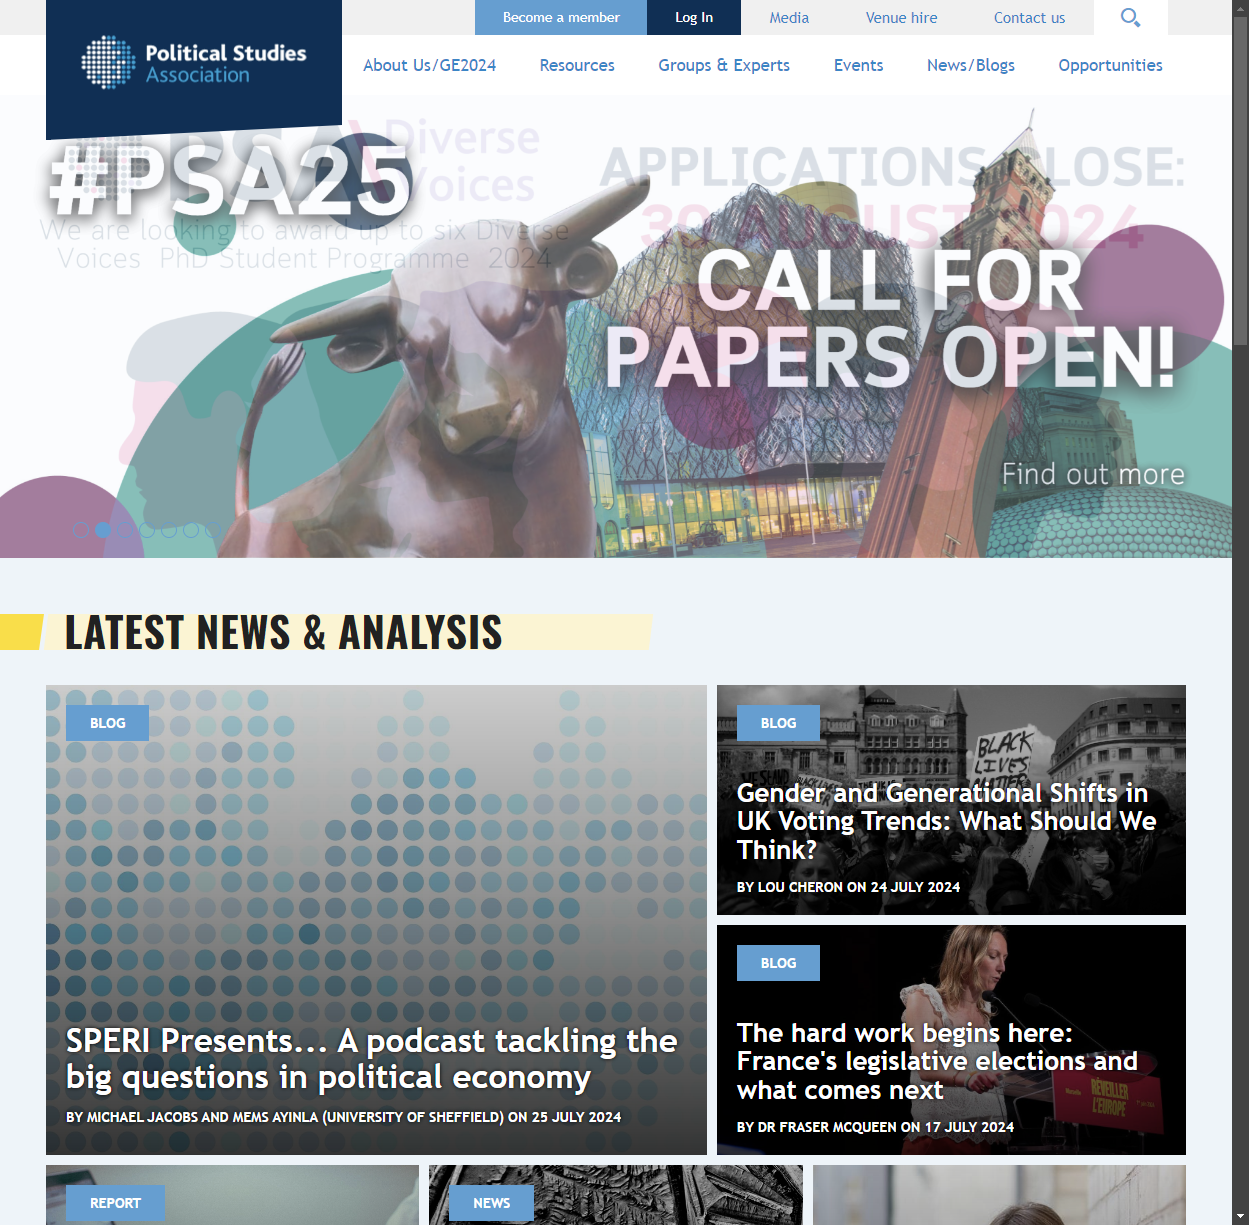 Become a member
Log In
Media
Venue hire
Contact us
Political Studies
Association
About Us/GE2024
Resources
Groups & Experts
Events
News/Blogs
Opportunities
#PSA25
PSA
Diverse
Voices
We are looking to award up to six Diverse
Voices PhD Student Programme 2024
APPLICATIONS CLOSE:
30 AUGUST 2024
CALL FOR
PAPERS OPEN!
Find out more
LATEST NEWS & ANALYSIS
BLOG
SPERI Presents... A podcast tackling the
big questions in political economy
BY MICHAEL JACOBS AND MEMS AYINLA (UNIVERSITY OF SHEFFIELD) ON 25 JULY 2024
BLOG
BLACK
LIVES
MATTER
Gender and Generational Shifts in
UK Voting Trends: What Should We
Think?
BY LOU CHERON ON 24 JULY 2024
BLOG
The hard work begins here:
France's legislative elections and
what comes next
BY DR FRASER MCQUEEN ON 17 JULY 2024
RÉVEILLER
L'EUROPE
REPORT
NEWS